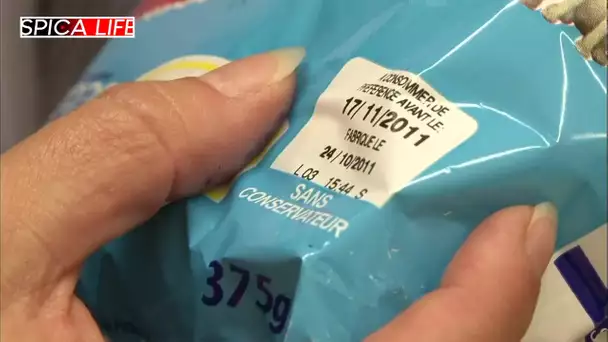 SPICA LIFE
A CONSOMMER DE
PREFERENCE AVANT LE:
17/11/2011
FABRIQUE LE
24/10/2011
L 03 15:44 S
SANS
CONSERVATEUR
375g